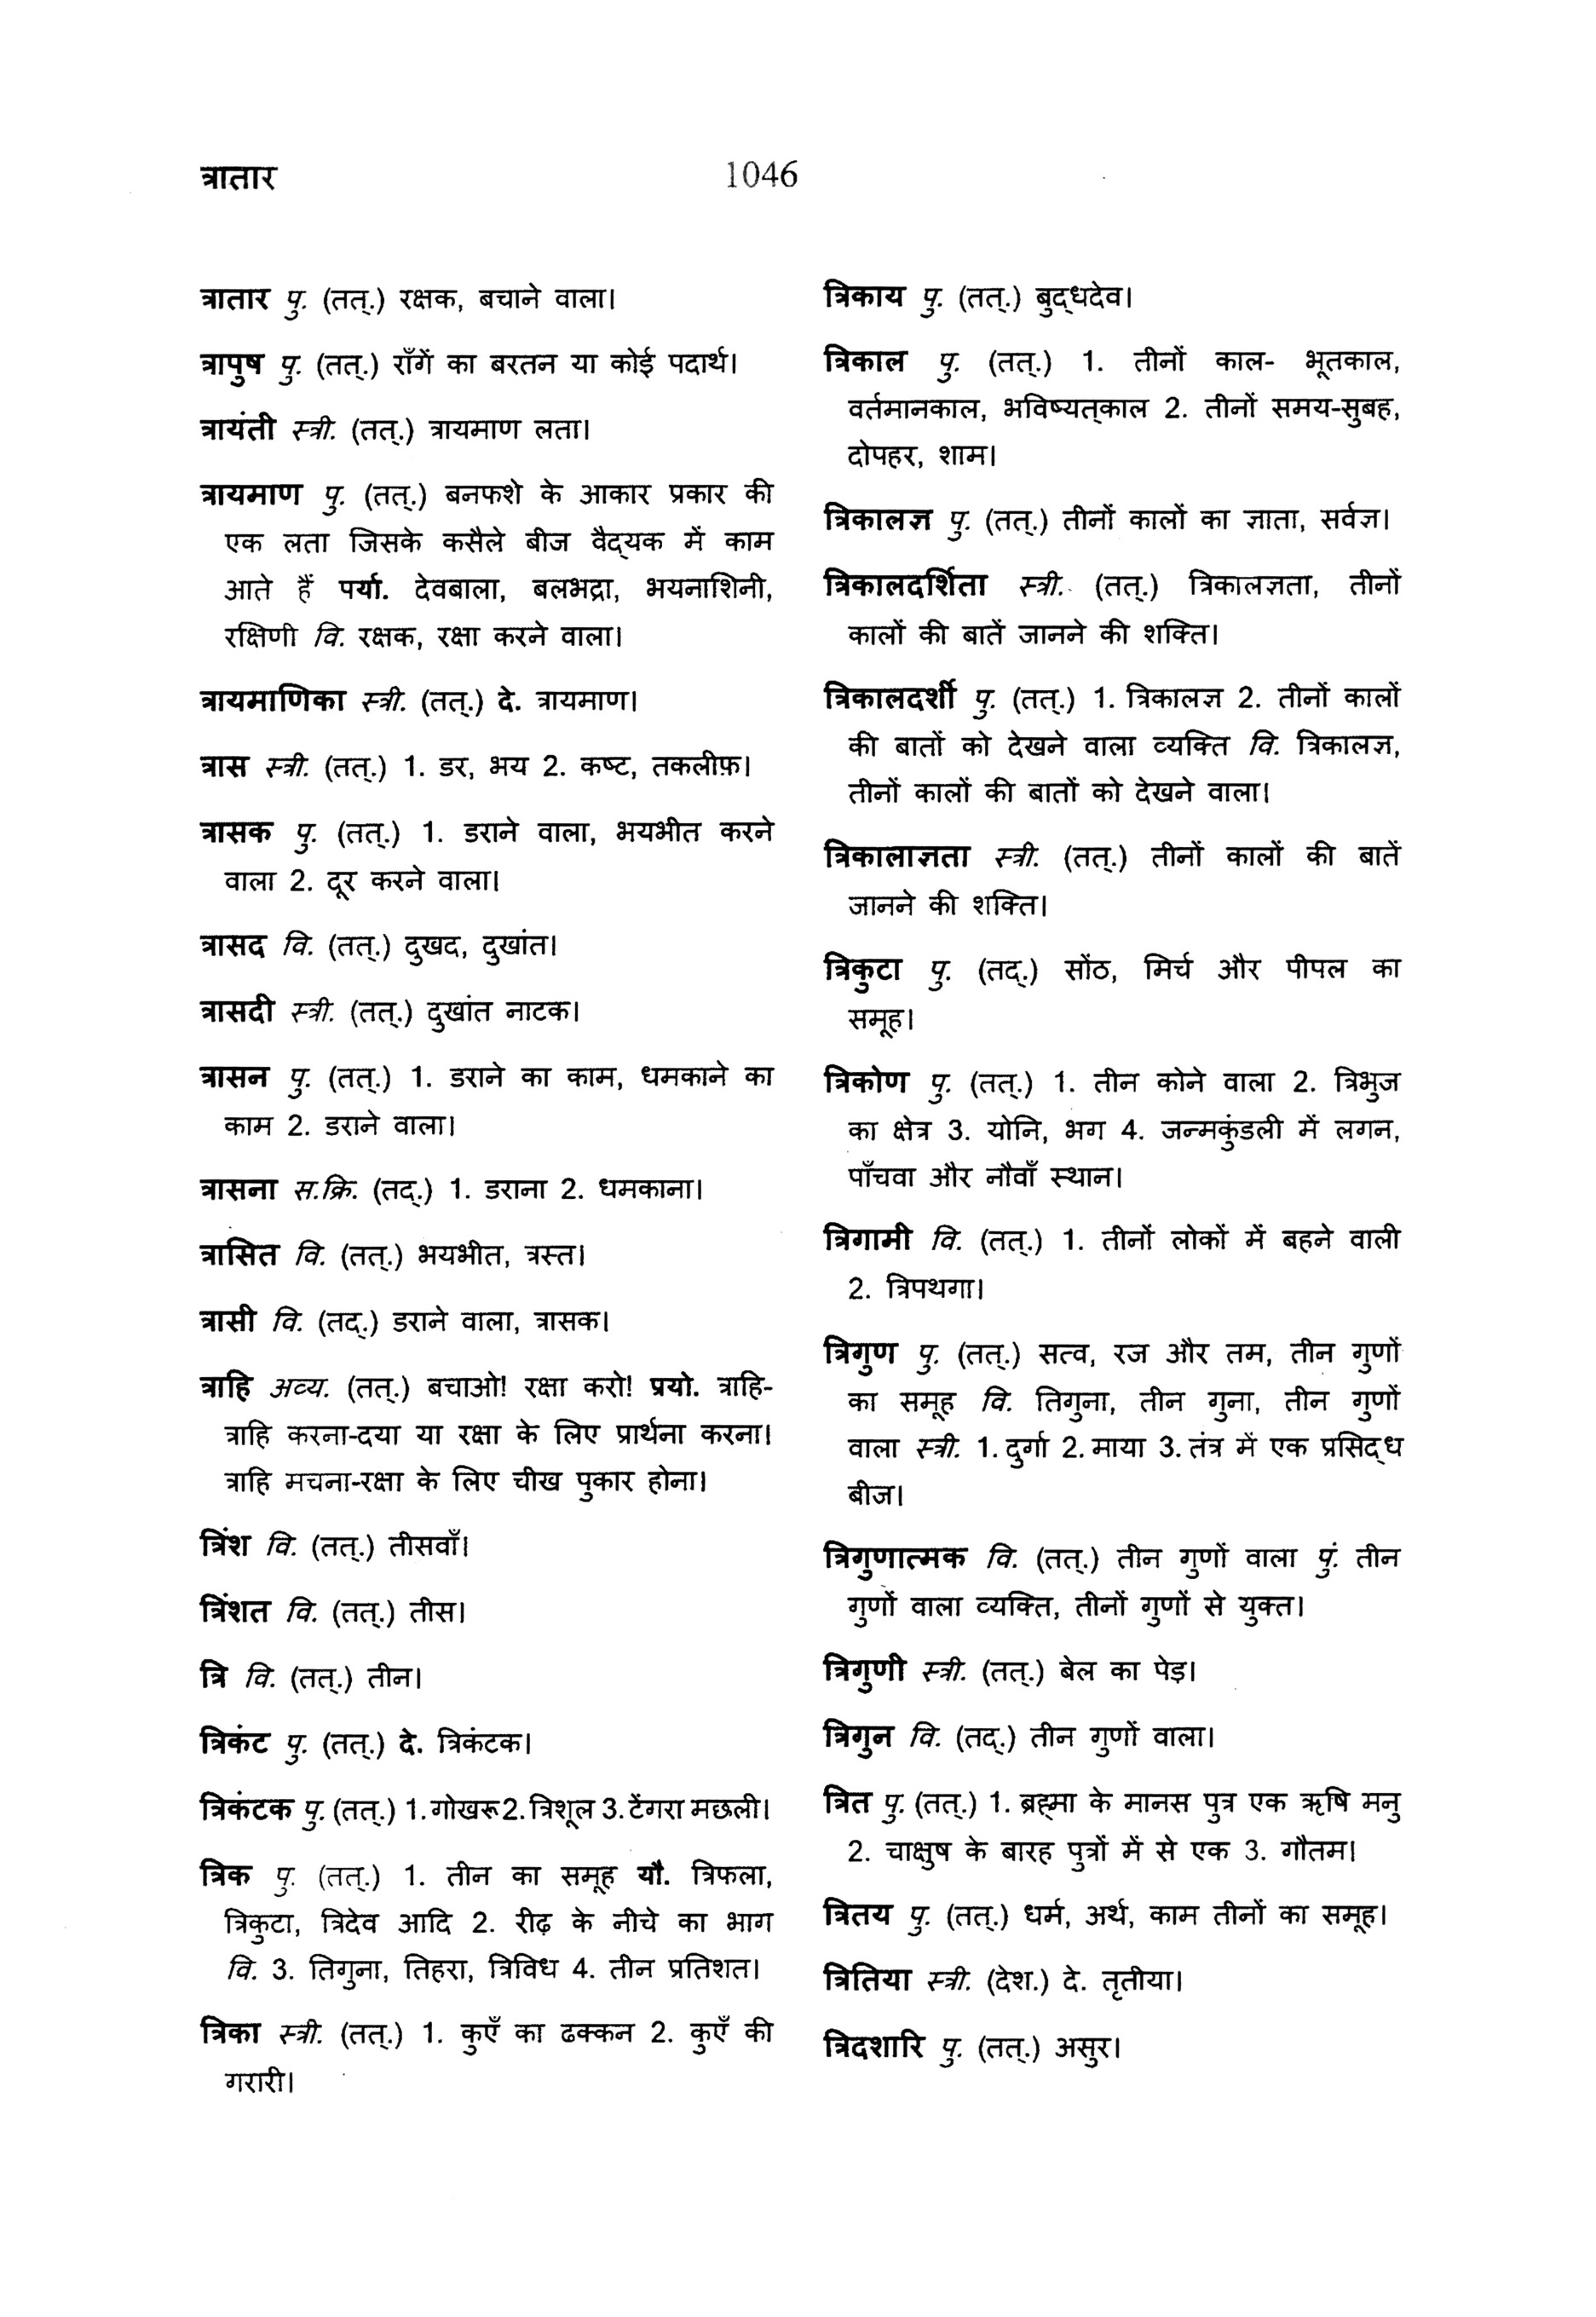 त्रातार
1046
त्रातार पु. (तत्.) रक्षक, बचाने वाला।
त्रापुष पु. (तत्.) राँगें का बरतन या कोई पदार्थ।
त्रायंती स्त्री. (तत्.) त्रायमाण लता।
त्रायमाण पु. (तत्.) बनफशे के आकार प्रकार की
एक लता जिसके कसैले बीज वैद्‌यक में काम
आते हैं पर्या. देवबाला, बलभद्रा, भयनाशिनी,
रक्षिणी वि. रक्षक, रक्षा करने वाला।
त्रायमाणिका स्त्री. (तत्.) दे. त्रायमाण।
त्रास स्त्री. (तत्.) 1. डर, भय 2. कष्ट, तकलीफ़।
त्रासक पु. (तत्.) 1. डराने वाला, भयभीत करने
वाला 2. दूर करने वाला।
त्रासद वि. (तत्.) दुखद, दुखांत।
त्रासदी स्त्री. (तत्.) दुखांत नाटक।
त्रासन पु. (तत्.) 1. डराने का काम, धमकाने का
काम 2. डराने वाला।
त्रासना स.क्रि. (तद्.) 1. डराना 2. धमकाना।
त्रासित वि. (तत्.) भयभीत, त्रस्त।
त्रासी वि. (तद्.) डराने वाला, त्रासक।
त्राहि अव्य. (तत्.) बचाओ! रक्षा करो! प्रयो. त्राहि-
त्राहि करना-दया या रक्षा के लिए प्रार्थना करना।
त्राहि मचना-रक्षा के लिए चीख पुकार होना।
त्रिंश वि. (तत्.) तीसवाँ।
त्रिंशत वि. (तत्.) तीस।
त्रि वि. (तत्.) तीन।
त्रिकंट पु. (तत्.) दे. त्रिकंटक।
त्रिकंटक पु. (तत्.) 1. गोखरू 2. त्रिशूल 3. टेंगरा मछली।
त्रिक पु. (तत्.) 1. तीन का समूह यौ. त्रिफला,
त्रिकुटा, त्रिदेव आदि 2. रीढ़ के नीचे का भाग
वि. 3. तिगुना, तिहरा, त्रिविध 4. तीन प्रतिशत।
त्रिका स्त्री. (तत्.) 1. कुएँ का ढक्कन 2. कुएँ की
गरारी।
त्रिकाय पु. (तत्.) बुद्‌धदेव।
त्रिकाल पु. (तत्.) 1. तीनों काल- भूतकाल,
वर्तमानकाल, भविष्यत्‌काल 2. तीनों समय-सुबह,
दोपहर, शाम।
त्रिकालज्ञ पु. (तत्.) तीनों कालों का ज्ञाता, सर्वज्ञ।
त्रिकालदर्शिता स्त्री. (तत्.) त्रिकालज्ञता, तीनों
कालों की बातें जानने की शक्ति।
त्रिकालदर्शी पु. (तत्.) 1. त्रिकालज्ञ 2. तीनों कालों
की बातों को देखने वाला व्यक्ति वि. त्रिकालज्ञ,
तीनों कालों की बातों को देखने वाला।
त्रिकालाज्ञता स्त्री. (तत्.) तीनों कालों की बातें
जानने की शक्ति।
त्रिकुटा पु. (तद्.) सोंठ, मिर्च और पीपल का
समूह।
त्रिकोण पु. (तत्.) 1. तीन कोने वाला 2. त्रिभुज
का क्षेत्र 3. योनि, भग 4. जन्मकुंडली में लगन,
पाँचवा और नौवाँ स्थान।
त्रिगामी वि. (तत्.) 1. तीनों लोकों में बहने वाली
2. त्रिपथगा।
त्रिगुण पु. (तत्.) सत्व, रज और तम, तीन गुणों
का समूह वि. तिगुना, तीन गुना, तीन गुणों
वाला स्त्री. 1. दुर्गा 2. माया 3. तंत्र में एक प्रसिद्‌ध
बीज।
त्रिगुणात्मक वि. (तत्.) तीन गुणों वाला पुं. तीन
गुणों वाला व्यक्ति, तीनों गुणों से युक्त।
त्रिगुणी स्त्री. (तत्.) बेल का पेड़।
त्रिगुन वि. (तद्.) तीन गुणों वाला।
त्रित पु. (तत्.) 1. ब्रह्‌मा के मानस पुत्र एक ऋषि मनु
2. चाक्षुष के बारह पुत्रों में से एक 3. गौतम।
त्रितय पु. (तत्.) धर्म, अर्थ, काम तीनों का समूह।
त्रितिया स्त्री. (देश.) दे. तृतीया।
त्रिदशारि पु. (तत्.) असुर।